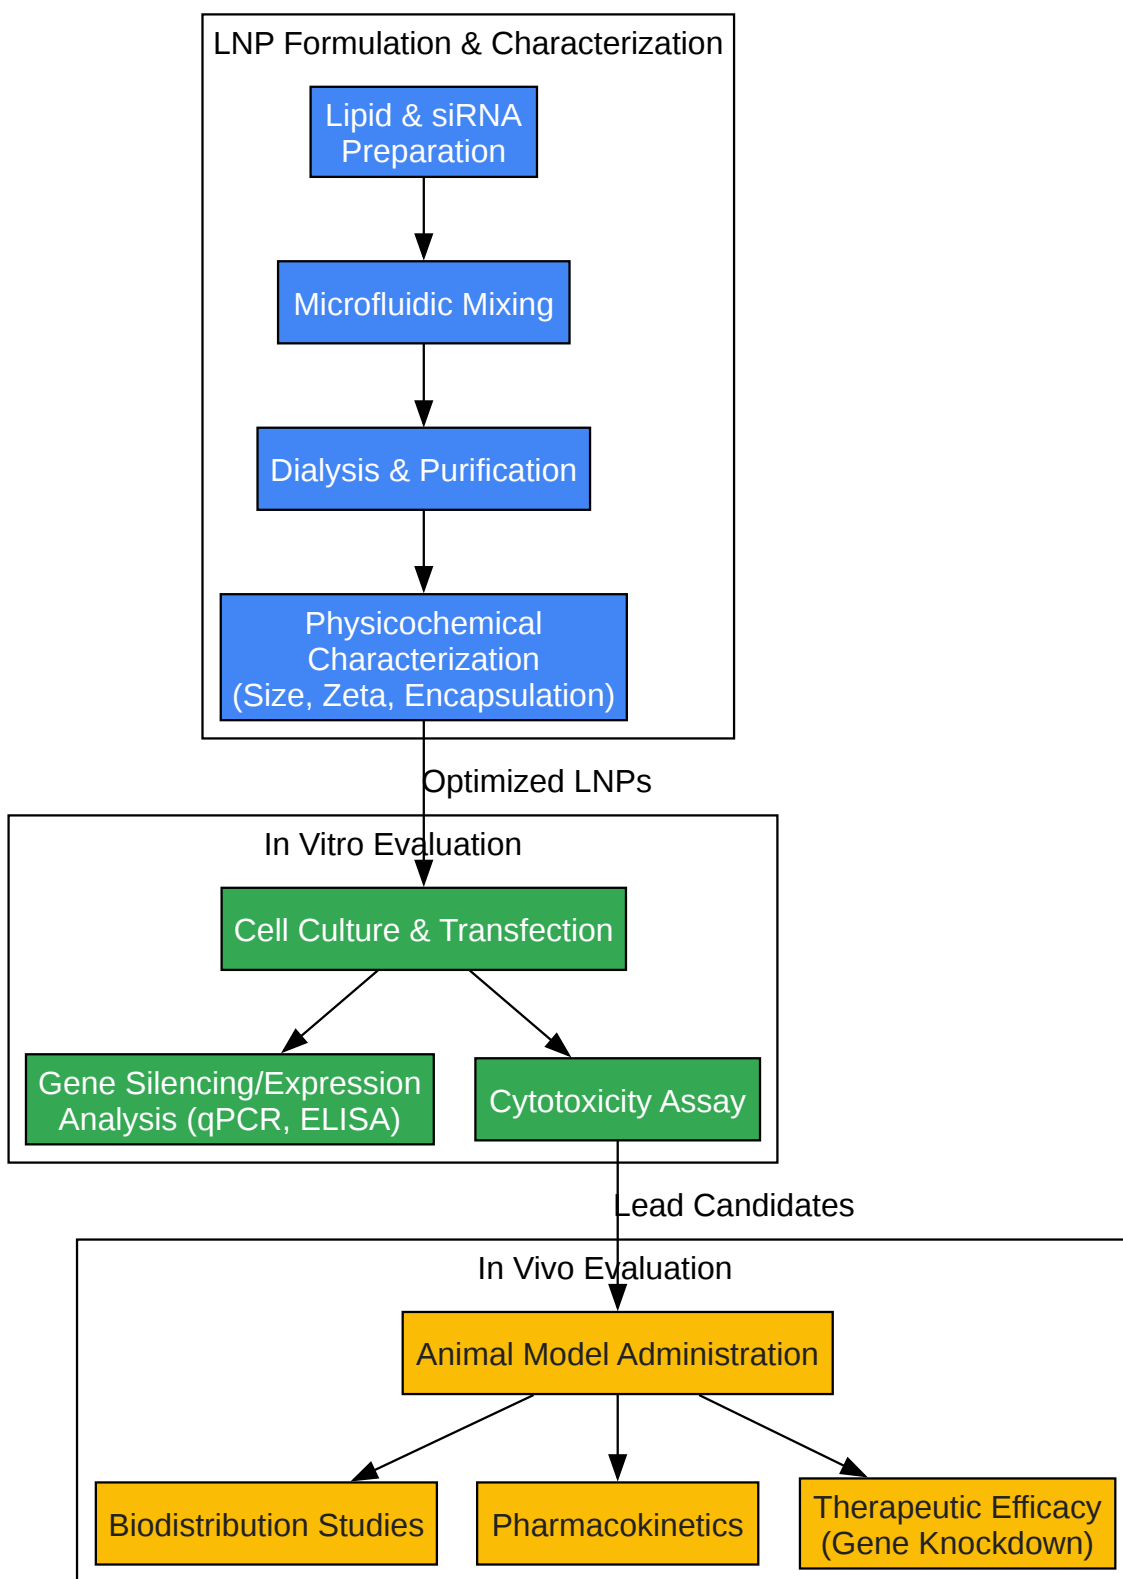 LNP Formulation & Characterization
Lipid & siRNA
Preparation
Microfluidic Mixing
Dialysis & Purification
Physicochemical
Characterization
(Size, Zeta, Encapsulation)
Optimized LNPs
In Vitro Evaluation
Cell Culture & Transfection
Gene Silencing/Expression
Analysis (qPCR, ELISA)
Cytotoxicity Assay
Lead Candidates
In Vivo Evaluation
Animal Model Administration
Biodistribution Studies
Pharmacokinetics
Therapeutic Efficacy
(Gene Knockdown)